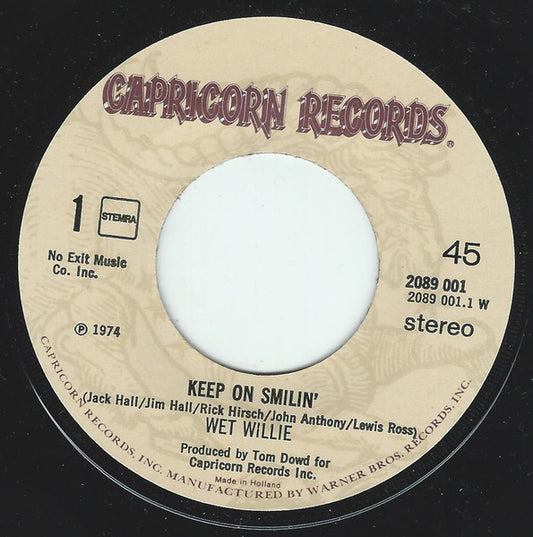 CAPRICORN RECORDS®
1 STEMRA
No Exit Music
Co. Inc.
45
2089 001
2089 001.1 W
℗ 1974
stereo
KEEP ON SMILIN'
(Jack Hall/Jim Hall/Rick Hirsch/John Anthony/Lewis Ross)
WET WILLIE
Produced by Tom Dowd for
Capricorn Records Inc.
Made in Holland
CAPRICORN RECORDS, INC. MANUFACTURED BY WARNER BROS. RECORDS, INC.